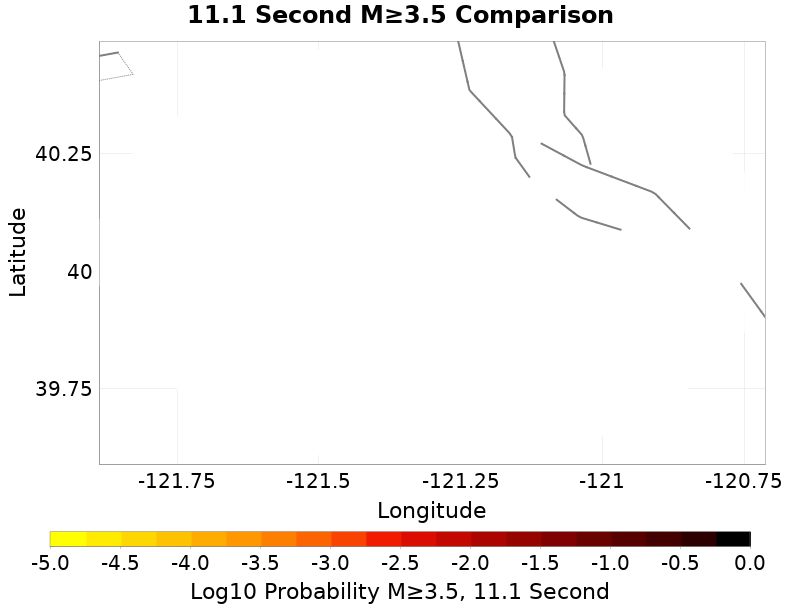 11.1 Second M≥3.5 Comparison
40.25
40
39.75
Latitude
-121.75 -121.5 -121.25 -121 -120.75
Longitude
-5.0 -4.5 -4.0 -3.5 -3.0 -2.5 -2.0 -1.5 -1.0 -0.5 0.0
Log10 Probability M≥3.5, 11.1 Second